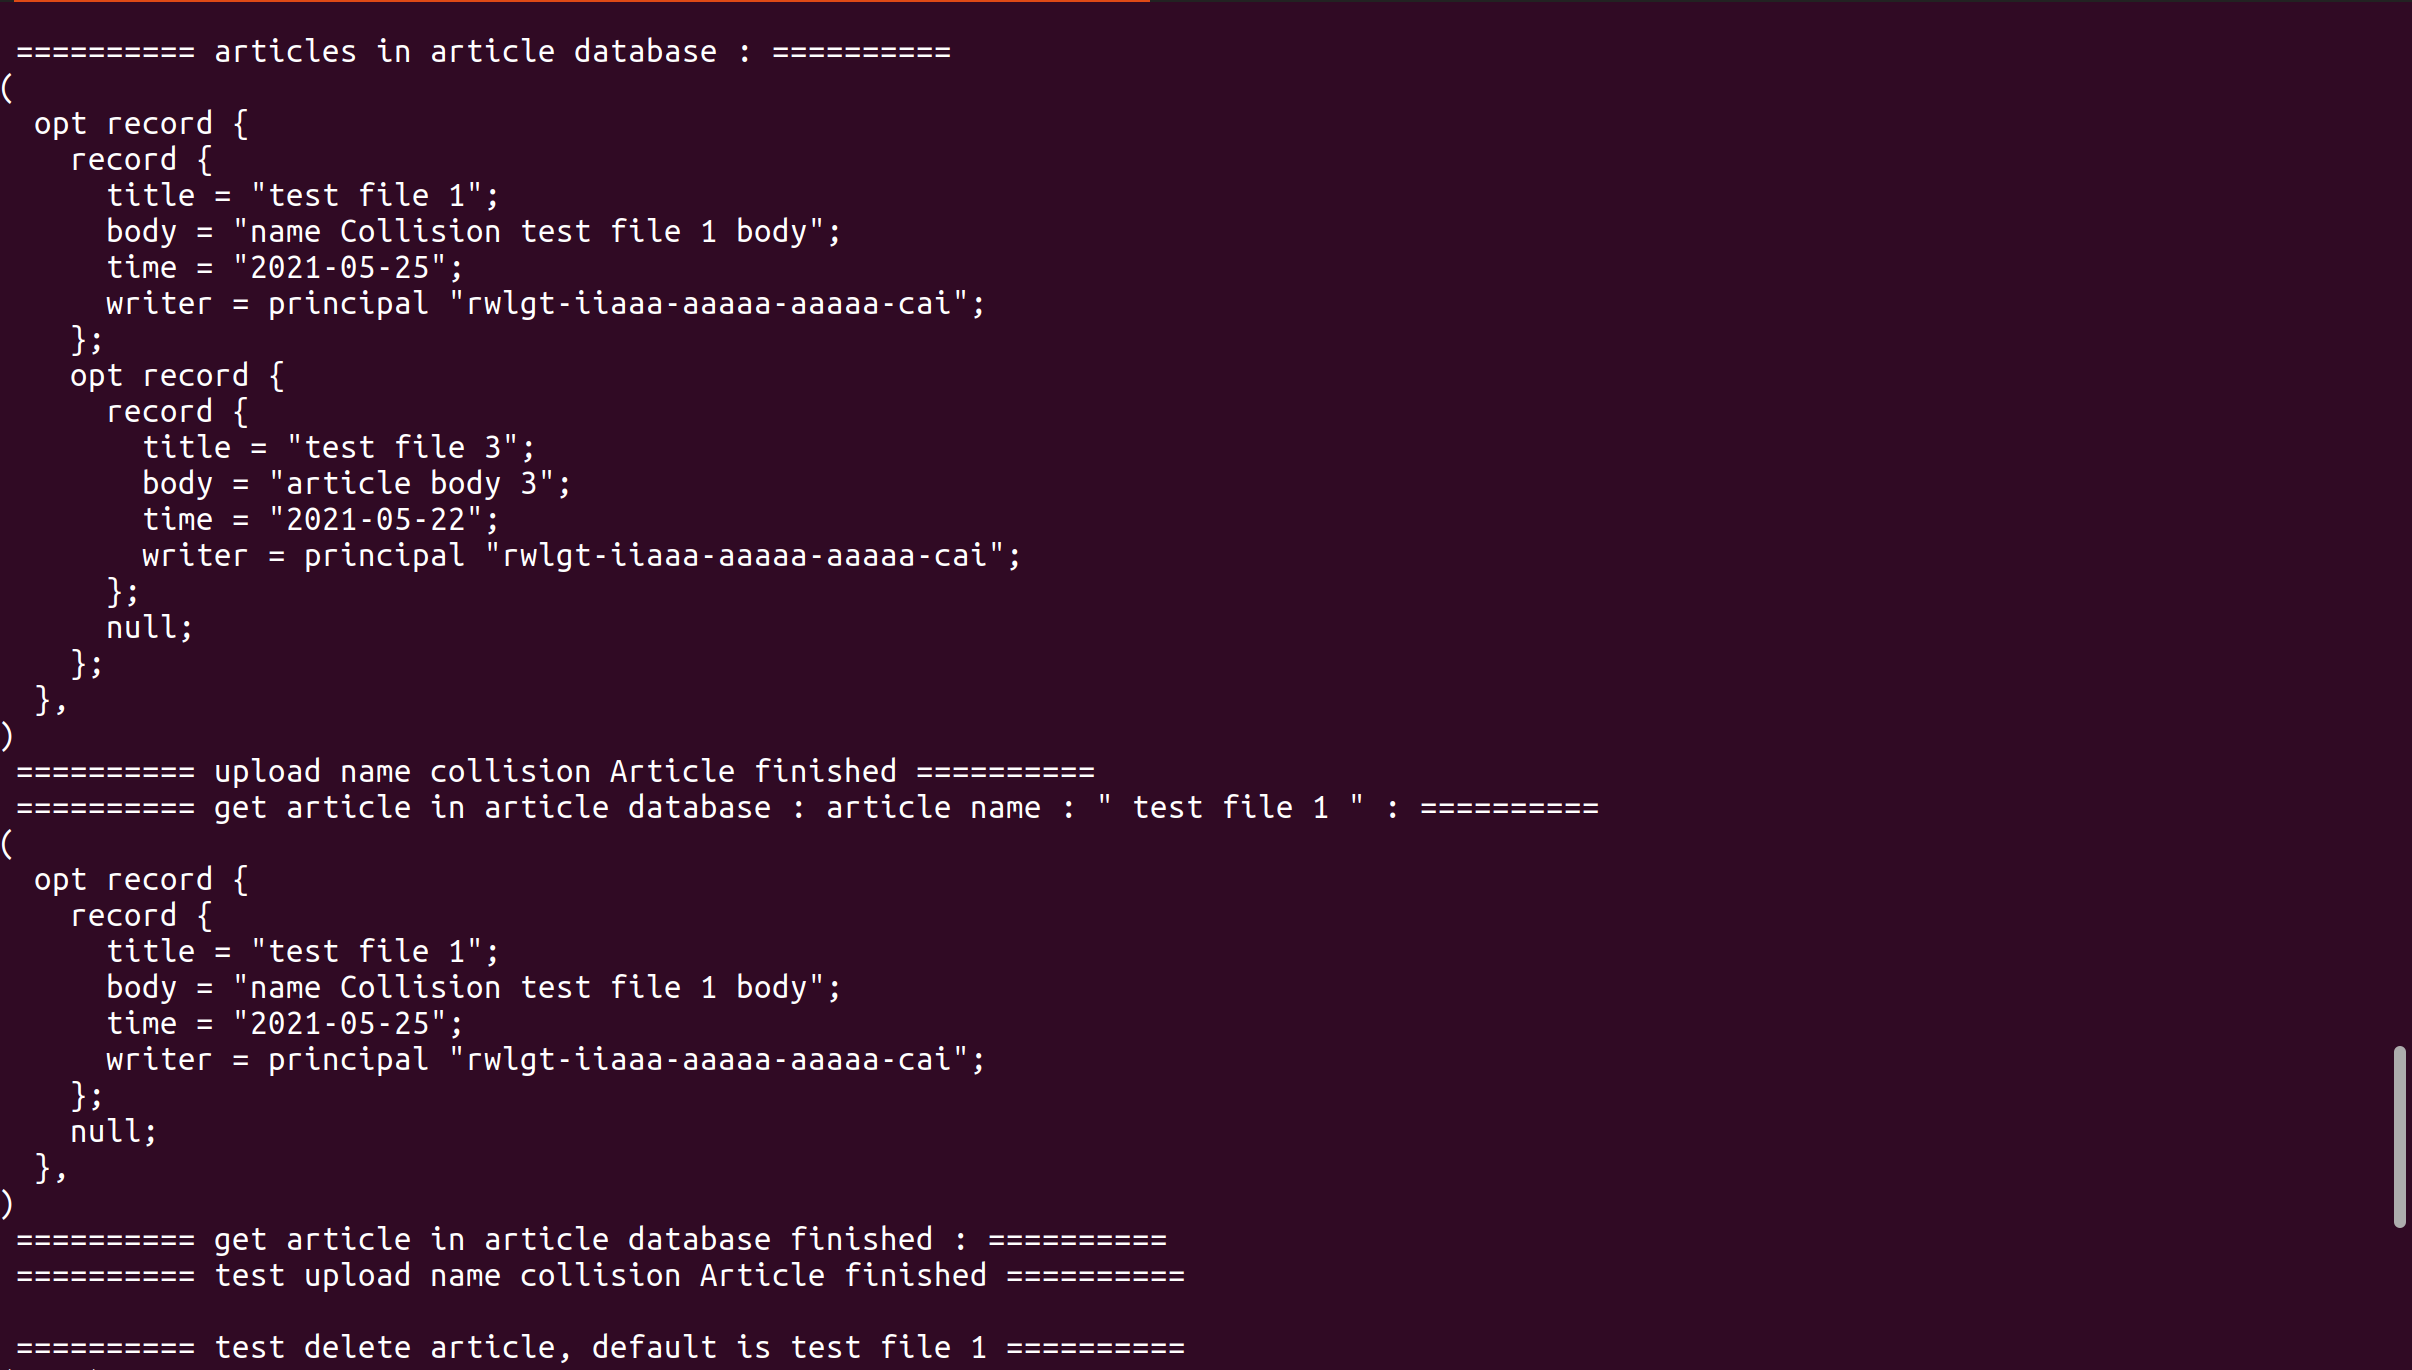 ========== articles in article database : ==========
(
  opt record {
    record {
      title = "test file 1";
      body = "name Collision test file 1 body";
      time = "2021-05-25";
      writer = principal "rwlgt-iiaaa-aaaaa-aaaaa-cai";
    };
    opt record {
      record {
        title = "test file 3";
        body = "article body 3";
        time = "2021-05-22";
        writer = principal "rwlgt-iiaaa-aaaaa-aaaaa-cai";
      };
      null;
    };
  },
)
========== upload name collision Article finished ==========
========== get article in article database : article name : " test file 1 " : ==========
(
  opt record {
    record {
      title = "test file 1";
      body = "name Collision test file 1 body";
      time = "2021-05-25";
      writer = principal "rwlgt-iiaaa-aaaaa-aaaaa-cai";
    };
    null;
  },
)
========== get article in article database finished : ==========
========== test upload name collision Article finished ==========

========== test delete article, default is test file 1 ==========